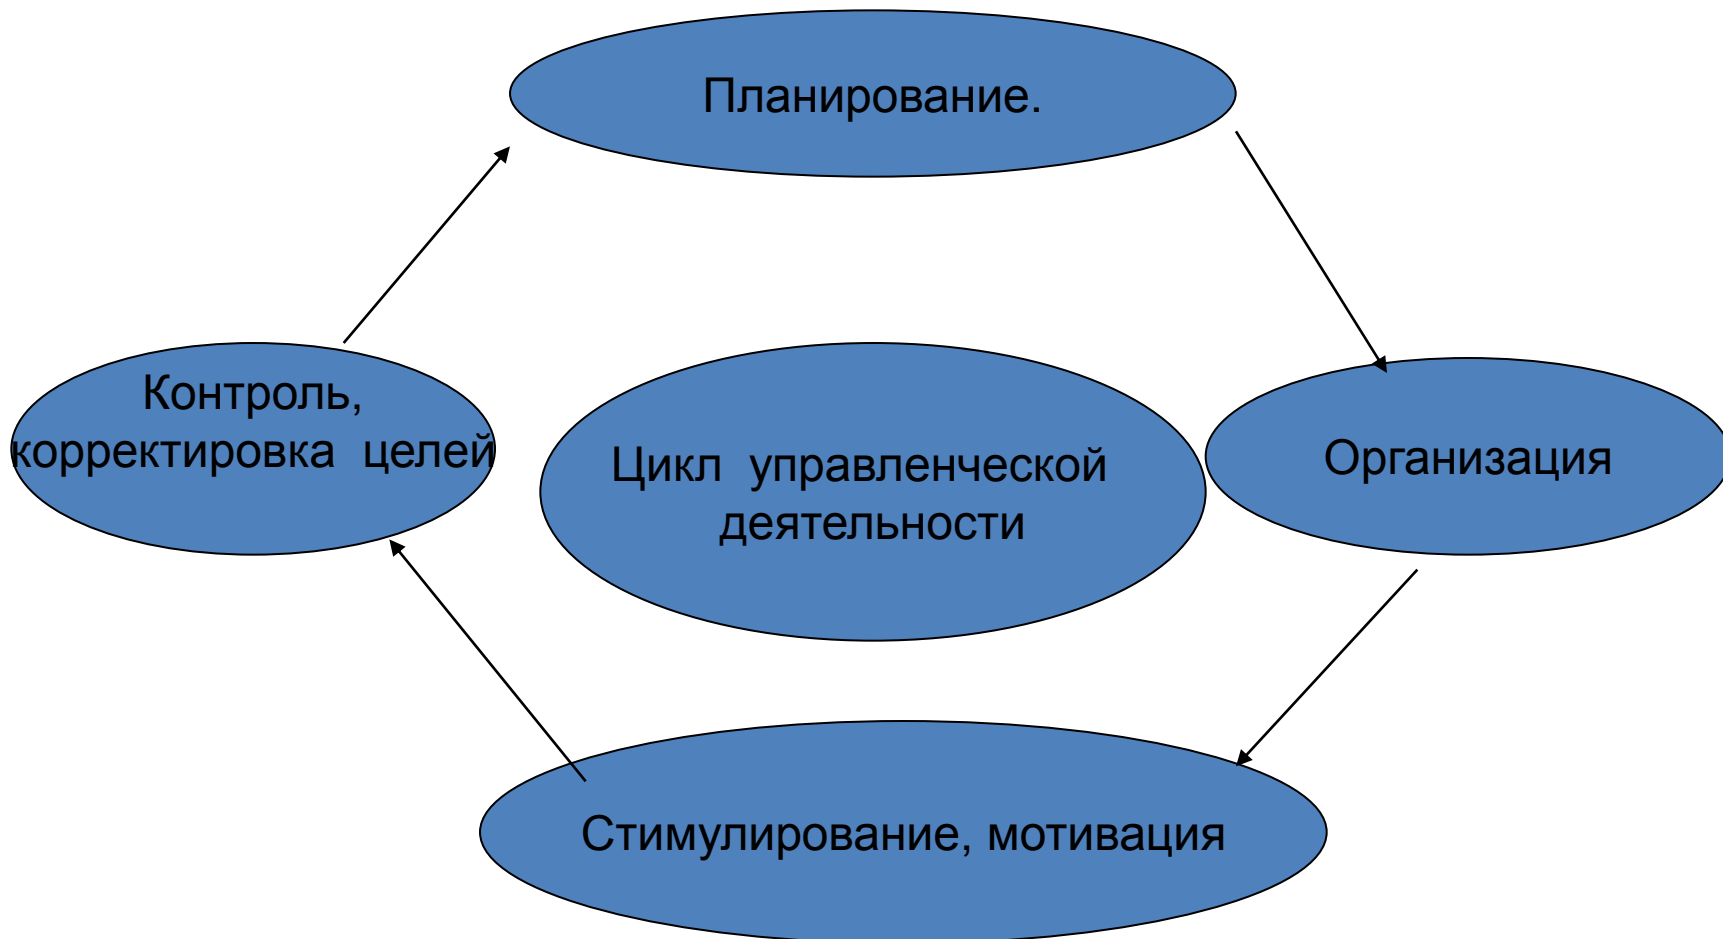 Планирование.
Контроль,
корректировка целей
Цикл управленческой
деятельности
Организация
Стимулирование, мотивация